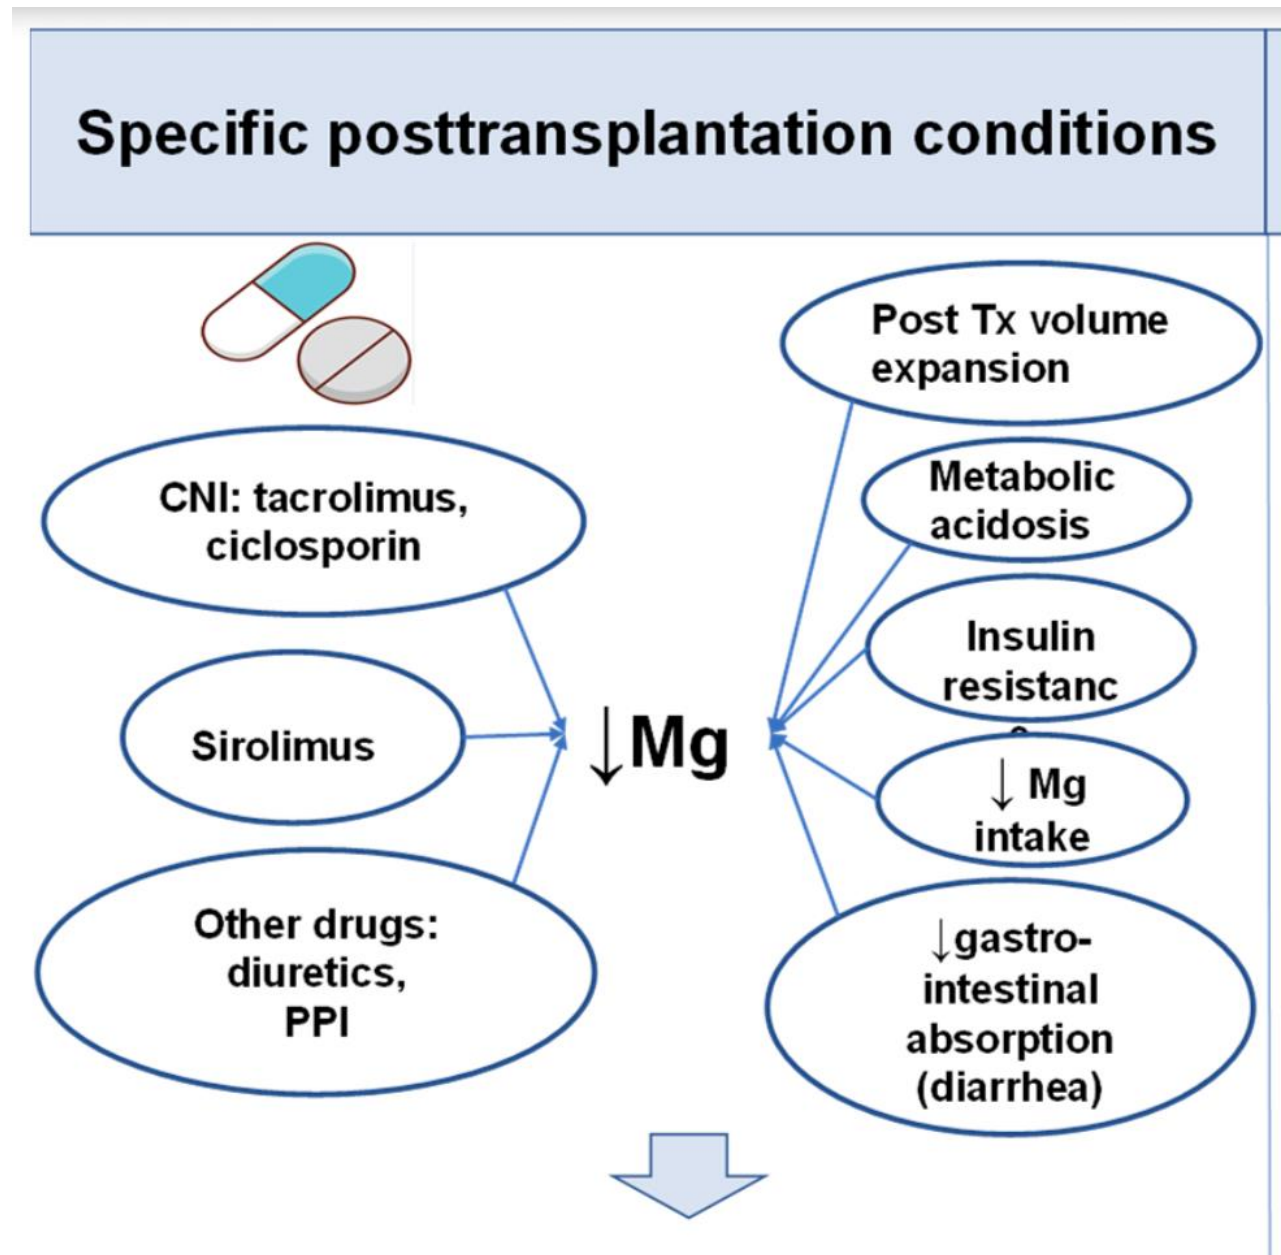 Specific posttransplantation conditions
CNI: tacrolimus,
ciclosporin
Sirolimus
Other drugs:
diuretics,
PPI
↓Mg
Post Tx volume
expansion
Metabolic
acidosis
Insulin
resistanc
↓ Mg
intake
↓gastro-
intestinal
absorption
(diarrhea)